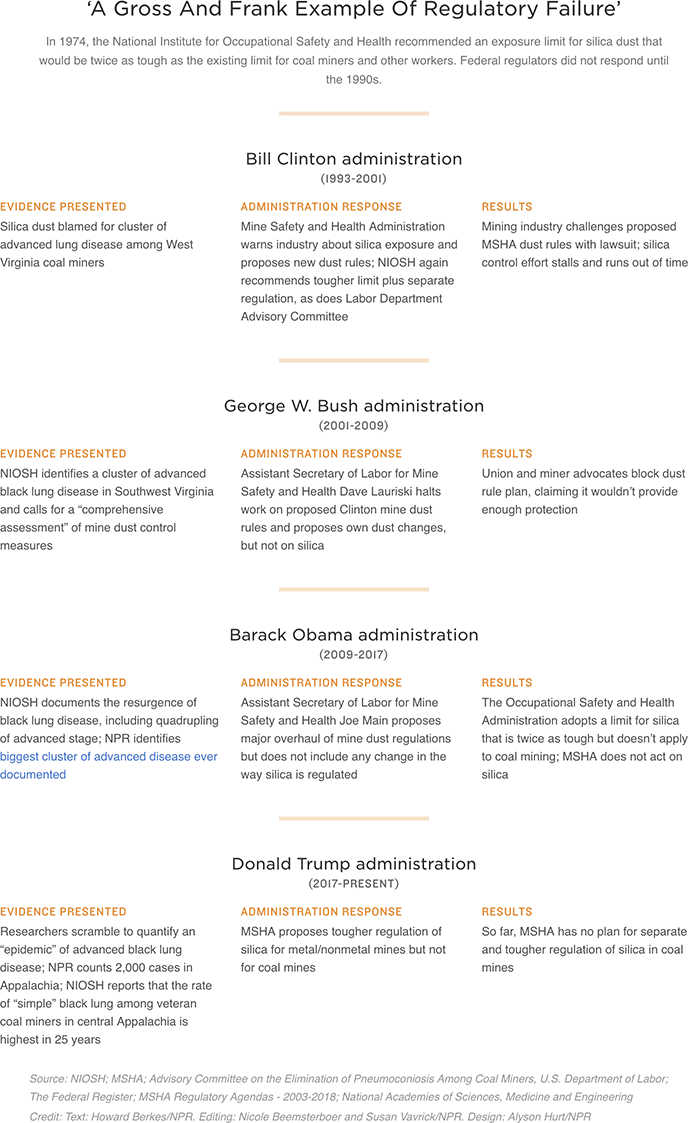 ‘A Gross And Frank Example Of Regulatory Failure’
In 1974, the National Institute for Occupational Safety and Health recommended an exposure limit for silica dust that
would be twice as tough as the existing limit for coal miners and other workers. Federal regulators did not respond until
the 1990s.
Bill Clinton administration
(1993-2001)
EVIDENCE PRESENTED
Silica dust blamed for cluster of
advanced lung disease among West
Virginia coal miners
ADMINISTRATION RESPONSE
Mine Safety and Health Administration
warns industry about silica exposure and
proposes new dust rules; NIOSH again
recommends tougher limit plus separate
regulation, as does Labor Department
Advisory Committee
RESULTS
Mining industry challenges proposed
MSHA dust rules with lawsuit; silica
control effort stalls and runs out of time
George W. Bush administration
(2001-2009)
EVIDENCE PRESENTED
NIOSH identifies a cluster of advanced
black lung disease in Southwest Virginia
and calls for a “comprehensive
assessment” of mine dust control
measures
ADMINISTRATION RESPONSE
Assistant Secretary of Labor for Mine
Safety and Health Dave Lauriski halts
work on proposed Clinton mine dust
rules and proposes own dust changes,
but not on silica
RESULTS
Union and miner advocates block dust
rule plan, claiming it wouldn’t provide
enough protection
Barack Obama administration
(2009-2017)
EVIDENCE PRESENTED
NIOSH documents the resurgence of
black lung disease, including quadrupling
of advanced stage; NPR identifies
biggest cluster of advanced disease ever
documented
ADMINISTRATION RESPONSE
Assistant Secretary of Labor for Mine
Safety and Health Joe Main proposes
major overhaul of mine dust regulations
but does not include any change in the
way silica is regulated
RESULTS
The Occupational Safety and Health
Administration adopts a limit for silica
that is twice as tough but doesn’t apply
to coal mining; MSHA does not act on
silica
Donald Trump administration
(2017-PRESENT)
EVIDENCE PRESENTED
Researchers scramble to quantify an
“epidemic” of advanced black lung
disease; NPR counts 2,000 cases in
Appalachia; NIOSH reports that the rate
of “simple” black lung among veteran
coal miners in central Appalachia is
highest in 25 years
ADMINISTRATION RESPONSE
MSHA proposes tougher regulation of
silica for metal/nonmetal mines but not
for coal mines
RESULTS
So far, MSHA has no plan for separate
and tougher regulation of silica in coal
mines
Source: NIOSH; MSHA; Advisory Committee on the Elimination of Pneumoconiosis Among Coal Miners, U.S. Department of Labor;
The Federal Register; MSHA Regulatory Agendas - 2003-2018; National Academies of Sciences, Medicine and Engineering
Credit: Text: Howard Berkes/NPR. Editing: Nicole Beemsterboer and Susan Vavrick/NPR. Design: Alyson Hurt/NPR